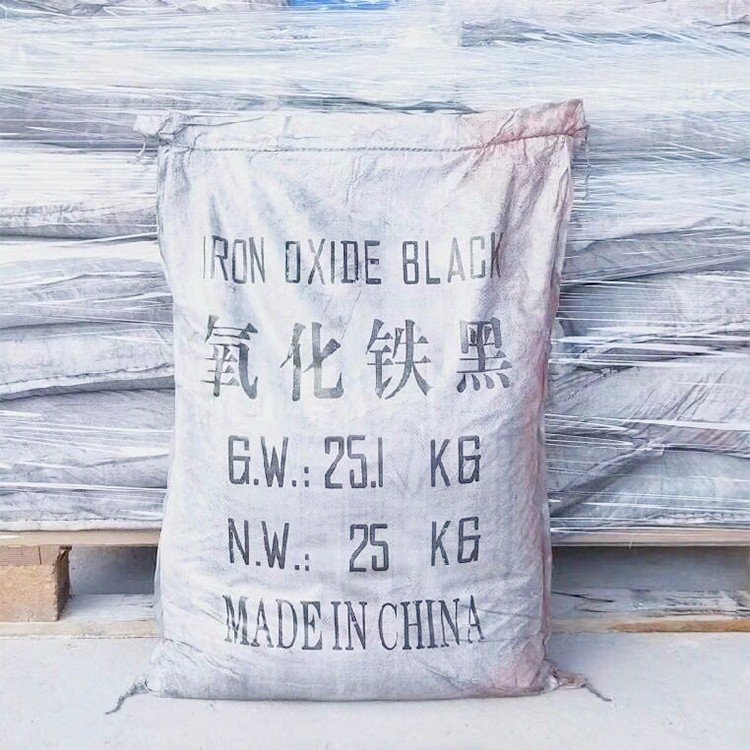 IRON OXIDE BLACK
氧化铁黑
G.W.: 25.1 KG
N.W.: 25 KG
MADE IN CHINA